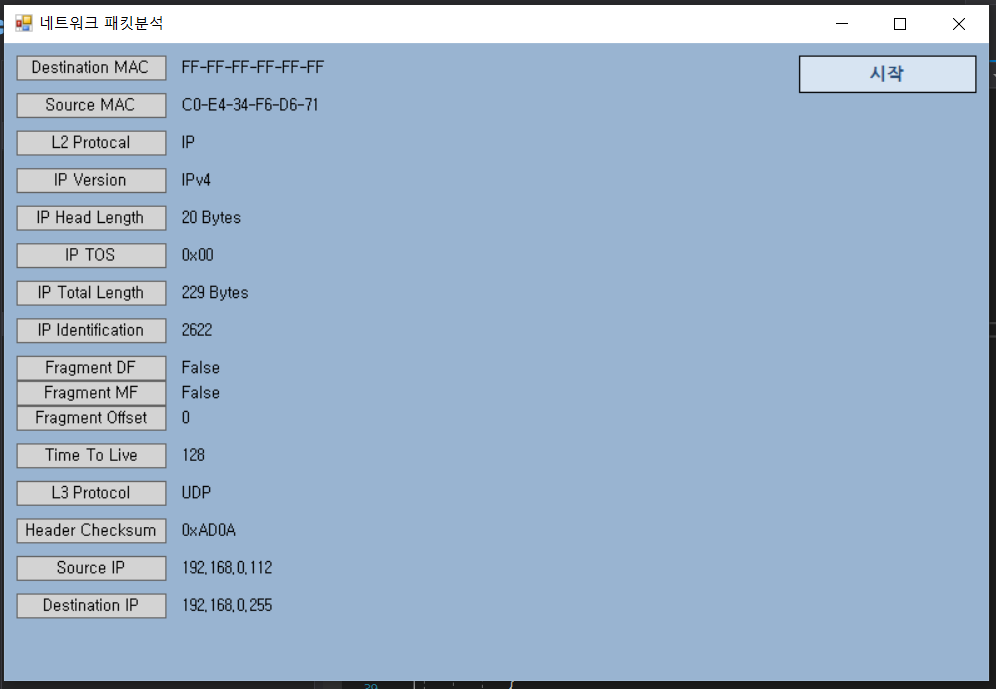 네트워크 패킷분석
Destination MAC FF-FF-FF-FF-FF-FF
시작
Source MAC C0-E4-34-F6-D6-71
L2 Protocal IP
IP Version IPv4
IP Head Length 20 Bytes
IP TOS 0x00
IP Total Length 229 Bytes
IP Identification 2622
Fragment DF False
Fragment MF False
Fragment Offset 0
Time To Live 128
L3 Protocol UDP
Header Checksum 0xAD0A
Source IP 192.168.0.112
Destination IP 192.168.0.255